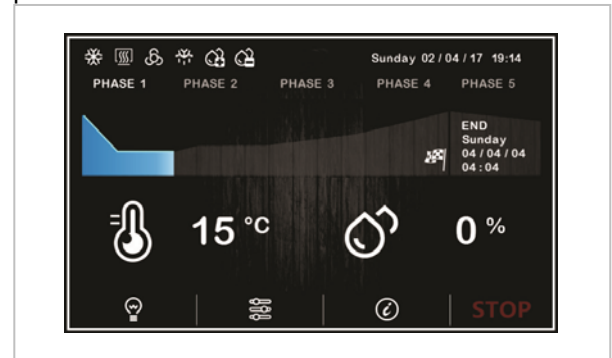 Sunday 02 / 04 / 17 19:14
PHASE 1 PHASE 2 PHASE 3 PHASE 4 PHASE 5
END
Sunday
04 / 04 / 04
04 : 04
15 °C 0 %
i STOP